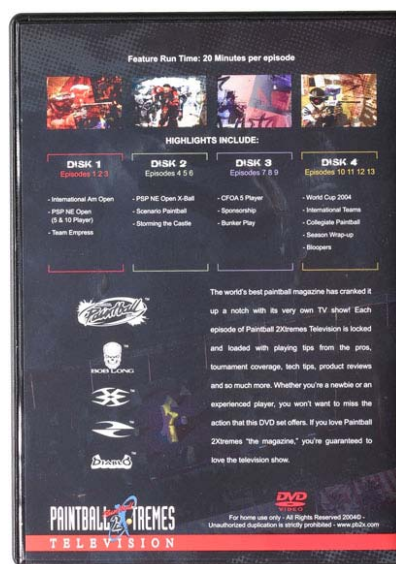 Feature Run Time: 20 Minutes per episode
HIGHLIGHTS INCLUDE:
DISK 1
Episodes 1 2 3
- International Am Open
- PSP NE Open
(5 & 10 Player)
- Team Empress
DISK 2
Episodes 4 5 6
- PSP NE Open X-Ball
- Scenario Paintball
- Storming the Castle
DISK 3
Episodes 7 8 9
- CFOA 5 Player
- Sponsorship
- Bunker Play
DISK 4
Episodes 10 11 12 13
- World Cup 2004
- International Teams
- Collegiate Paintball
- Season Wrap-up
- Bloopers
The world's best paintball magazine has cranked it
up a notch with its very own TV show! Each
episode of Paintball 2Xtremes Television is locked
and loaded with playing tips from the pros,
tournament coverage, tech tips, product reviews
and so much more. Whether you're a newbie or an
experienced player, you won't want to miss the
action that this DVD set offers. If you love Paintball
2Xtremes "the magazine," you're guaranteed to
love the television show.
Paintball
BOB LONG
DIABLO
PAINTBALL 2 XTREMES
TELEVISION
DVD
VIDEO
For home use only - All Rights Reserved 2004© -
Unauthorized duplication is strictly prohibited - www.pb2x.com